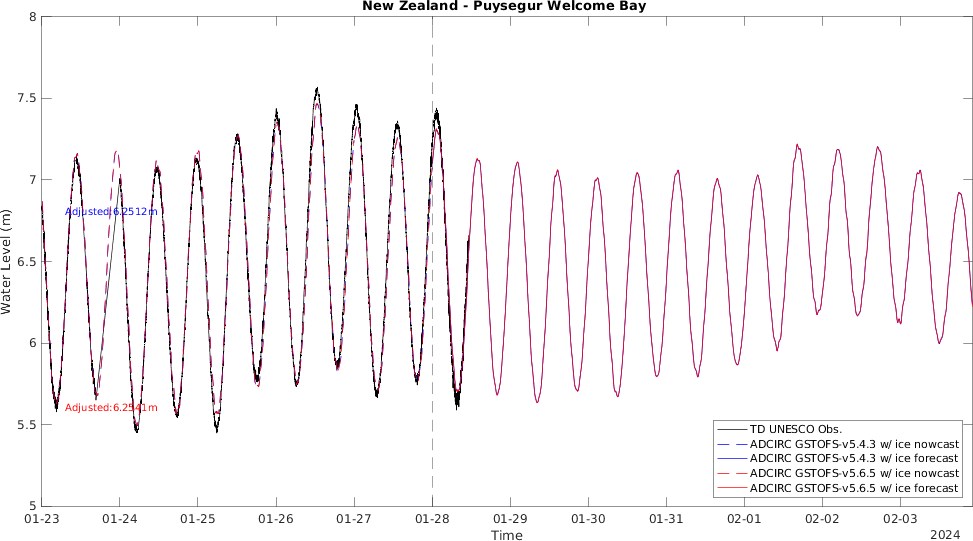 New Zealand - Puysegur Welcome Bay
8
7.5
7
6.5
6
5.5
5
Water Level (m)
Adjusted:6.2512m
Adjusted:6.2541m
TD UNESCO Obs.
ADCIRC GSTOFS-v5.4.3 w/ ice nowcast
ADCIRC GSTOFS-v5.4.3 w/ ice forecast
ADCIRC GSTOFS-v5.6.5 w/ ice nowcast
ADCIRC GSTOFS-v5.6.5 w/ ice forecast
01-23 01-24 01-25 01-26 01-27 01-28 01-29 01-30 01-31 02-01 02-02 02-03
Time
2024